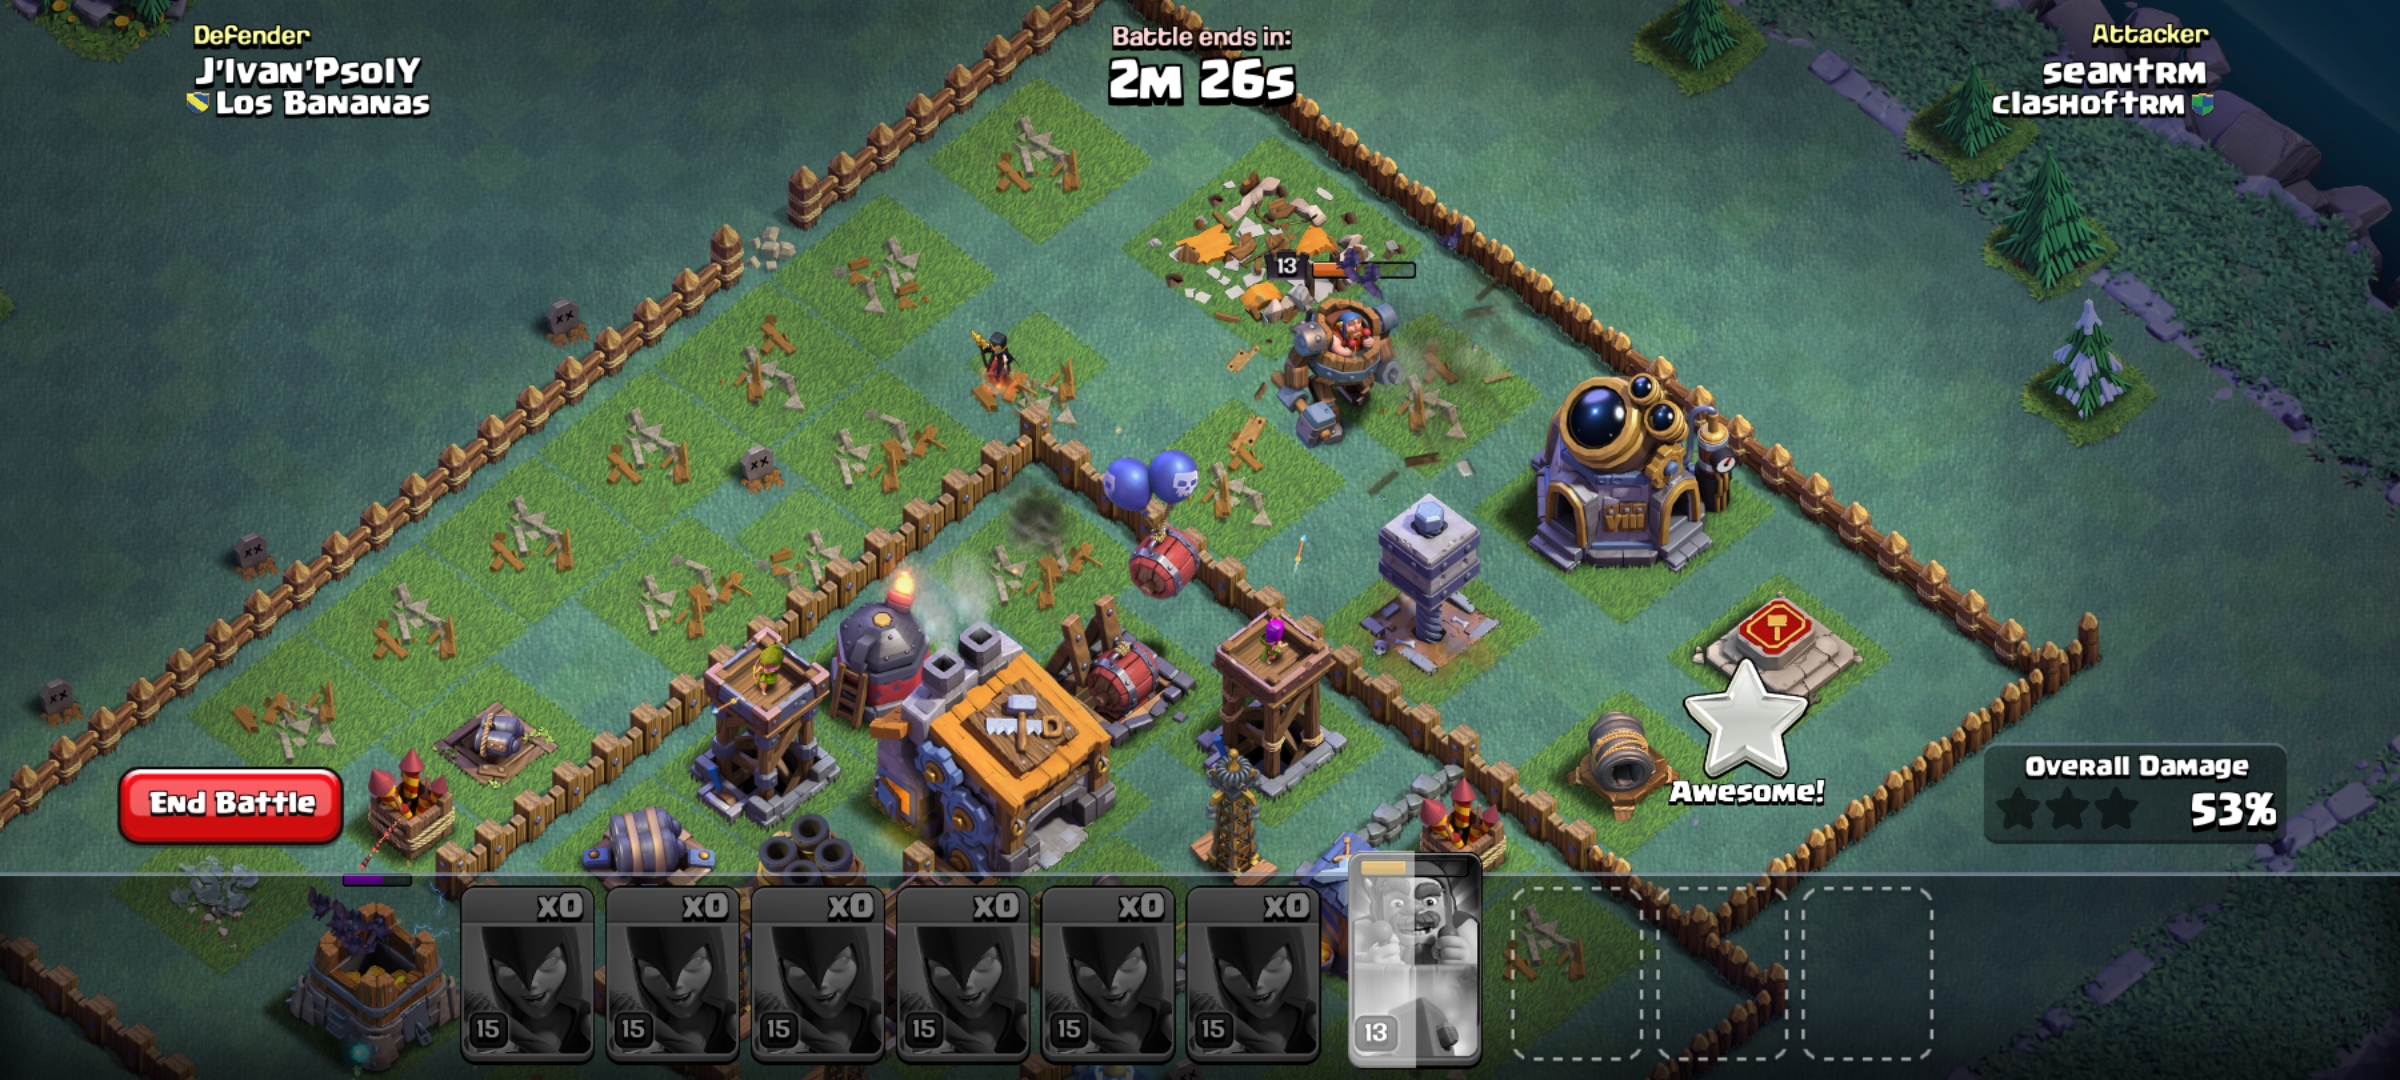 Defender
J'Ivan'PsolY
Los Bananas
Battle ends in:
2M 26s
Attacker
seantRM
clashoftRM
13
VIII
Awesome!
End Battle
Overall Damage
53%
x0
x0
x0
x0
x0
x0
15
15
15
15
15
15
13